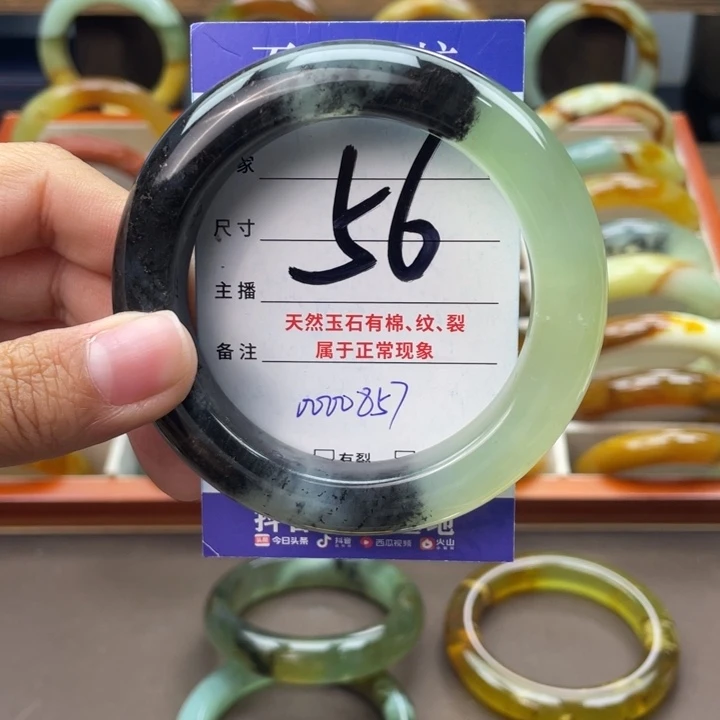 家
尺寸 56
主播
天然玉石有棉、纹、裂
备注 属于正常现象
0000857
有裂
今日头条 抖音 西瓜视频 火山